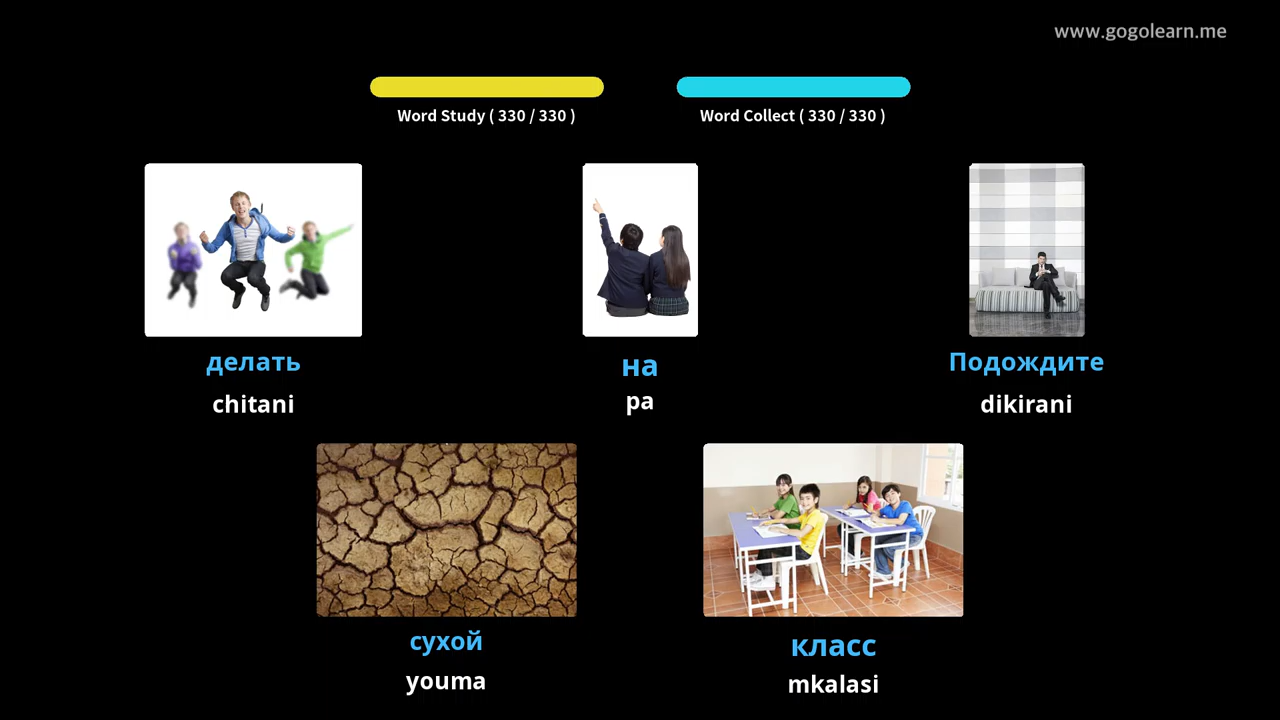 www.gogolearn.me
Word Study ( 330 / 330 )
Word Collect ( 330 / 330 )
делать
chitani
на
pa
Подождите
dikirani
сухой
youma
класс
mkalasi